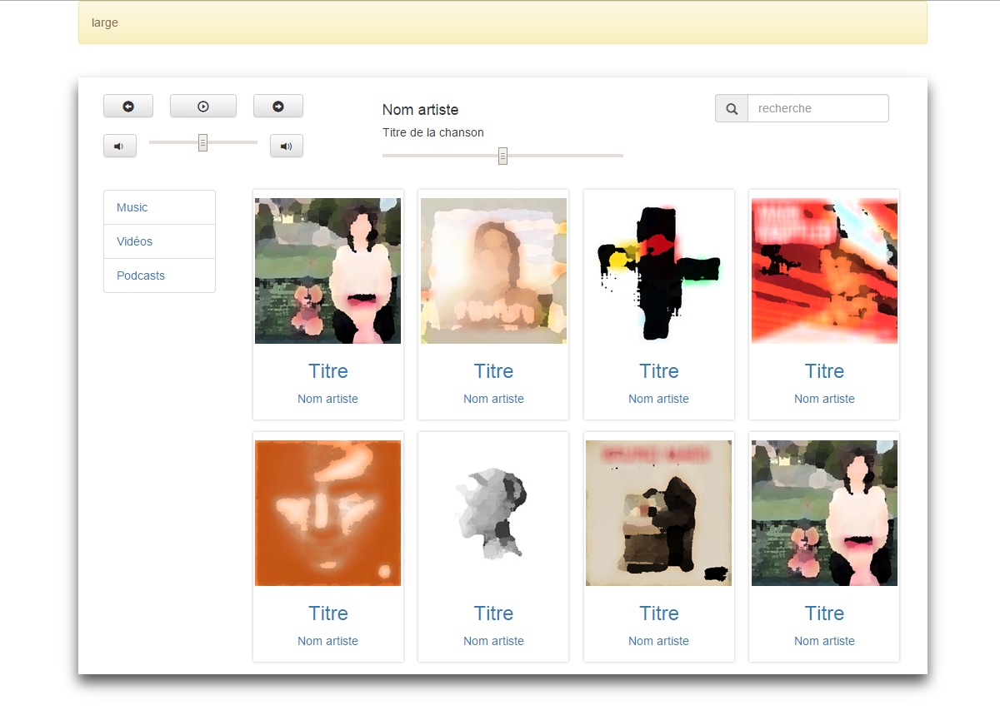 large
Nom artiste
Titre de la chanson
recherche
Music
Vidéos
Podcasts
Titre
Nom artiste
Titre
Nom artiste
Titre
Nom artiste
Titre
Nom artiste
Titre
Nom artiste
Titre
Nom artiste
Titre
Nom artiste
Titre
Nom artiste